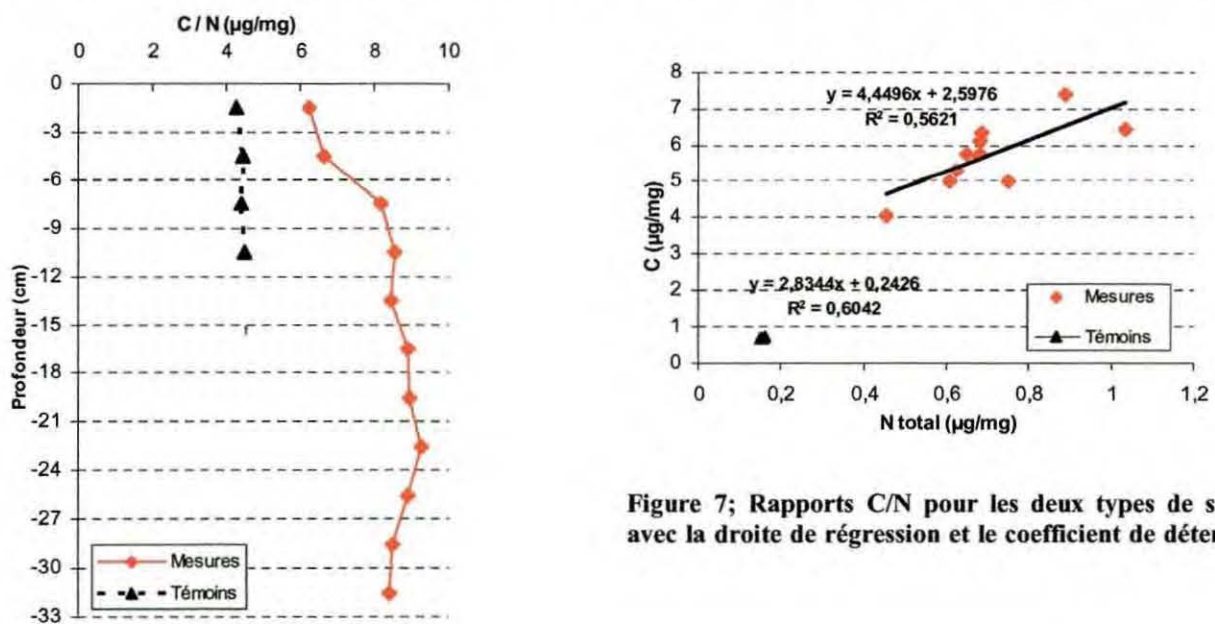 C / N (µg/mg)
0 2 4 6 8 10
0
-3
-6
-9
-12
-15
-18
-21
-24
-27
-30
-33
Profondeur (cm)
Mesures
Témoins
8
7
6
5
4
3
2
1
0
C (µg/mg)
y = 4,4496x + 2,5976
R² = 0,5621
y = 2,8344x + 0,2426
R² = 0,6042
Mesures
Témoins
0 0,2 0,4 0,6 0,8 1 1,2
N total (µg/mg)
Figure 7; Rapports C/N pour les deux types de s
avec la droite de régression et le coefficient de déter